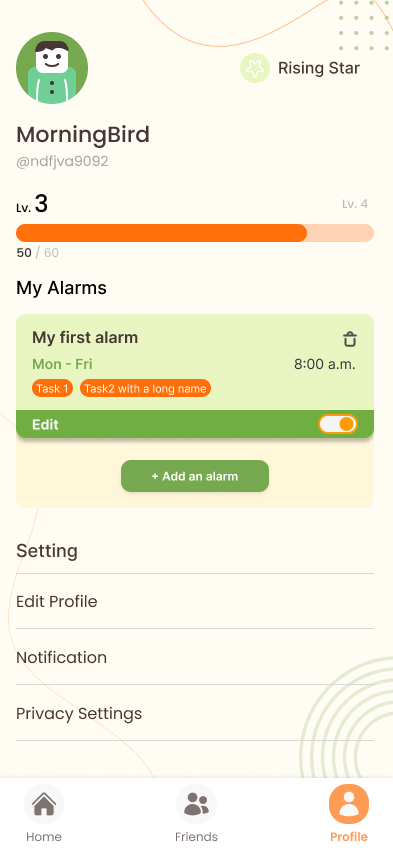 Rising Star
MorningBird
@ndfjva9092
Lv. 3
Lv. 4
50 / 60
My Alarms
My first alarm
Mon - Fri
8:00 a.m.
Task 1
Task2 with a long name
Edit
+ Add an alarm
Setting
Edit Profile
Notification
Privacy Settings
Home
Friends
Profile